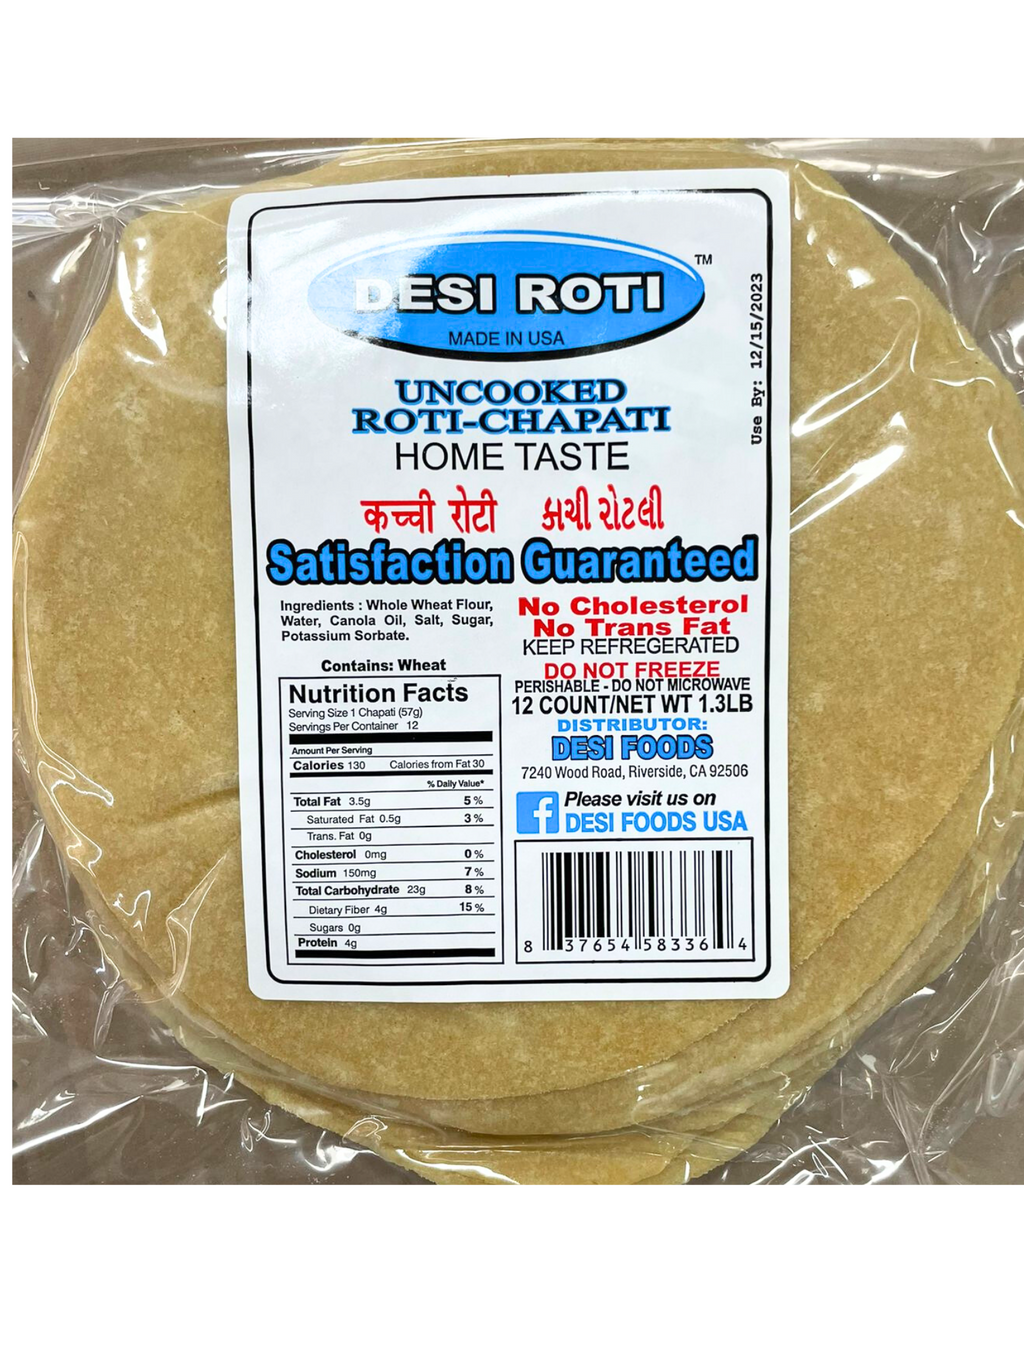 DESI ROTI
TM
MADE IN USA
Use By: 12/15/2023
UNCOOKED
ROTI-CHAPATI
HOME TASTE
कच्ची रोटी કાચી રોટલી
Satisfaction Guaranteed
Ingredients : Whole Wheat Flour,
Water, Canola Oil, Salt, Sugar,
Potassium Sorbate.
Contains: Wheat
Nutrition Facts
Serving Size 1 Chapati (57g)
Servings Per Container 12
Amount Per Serving
Calories 130 Calories from Fat 30
% Daily Value*
Total Fat 3.5g 5%
Saturated Fat 0.5g 3%
Trans. Fat 0g
Cholesterol 0mg 0%
Sodium 150mg 7%
Total Carbohydrate 23g 8%
Dietary Fiber 4g 15%
Sugars 0g
Protein 4g
No Cholesterol
No Trans Fat
KEEP REFREGERATED
DO NOT FREEZE
PERISHABLE - DO NOT MICROWAVE
12 COUNT/NET WT 1.3LB
DISTRIBUTOR:
DESI FOODS
7240 Wood Road, Riverside, CA 92506
f Please visit us on
DESI FOODS USA
8 37654 58336 4